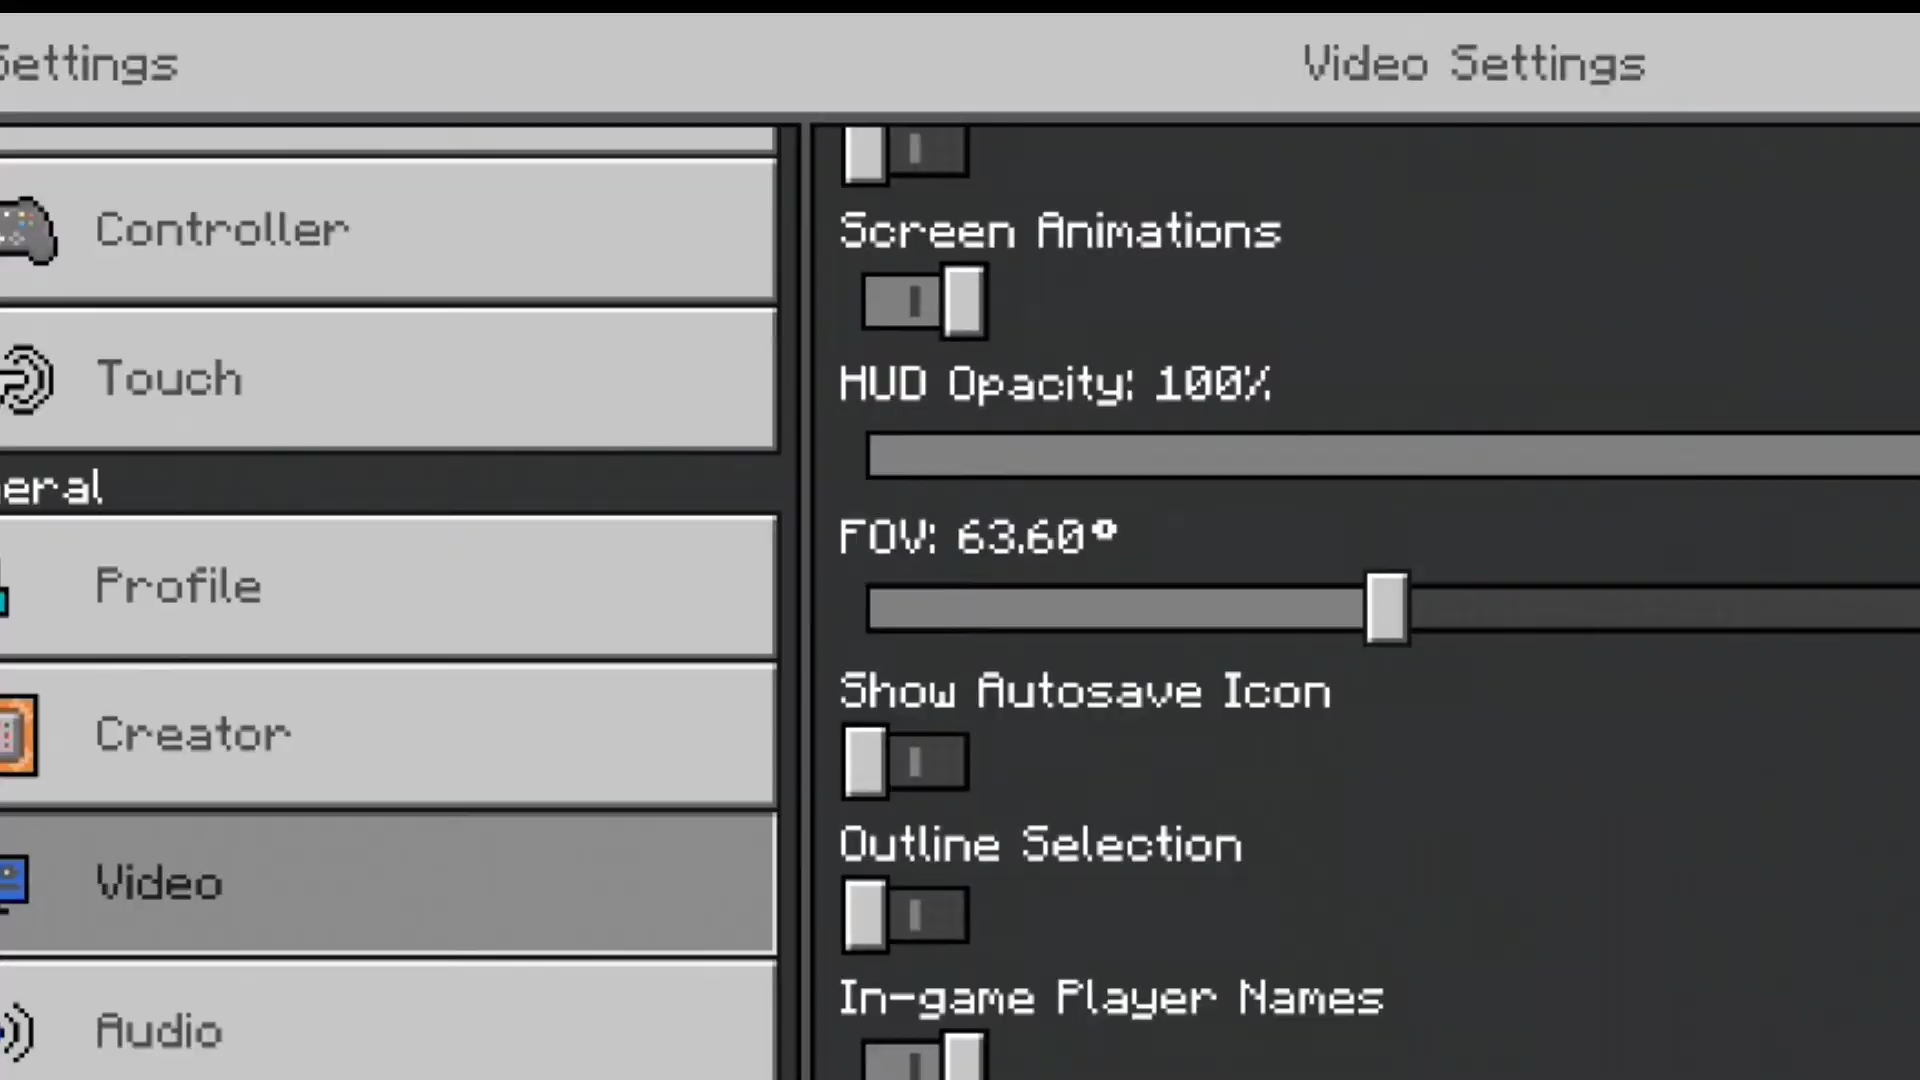 Settings
Video Settings
Controller
Touch
eral
Profile
Creator
Video
Audio
Screen Animations
HUD Opacity: 100%
FOV: 63.60°
Show Autosave Icon
Outline Selection
In-game Player Names